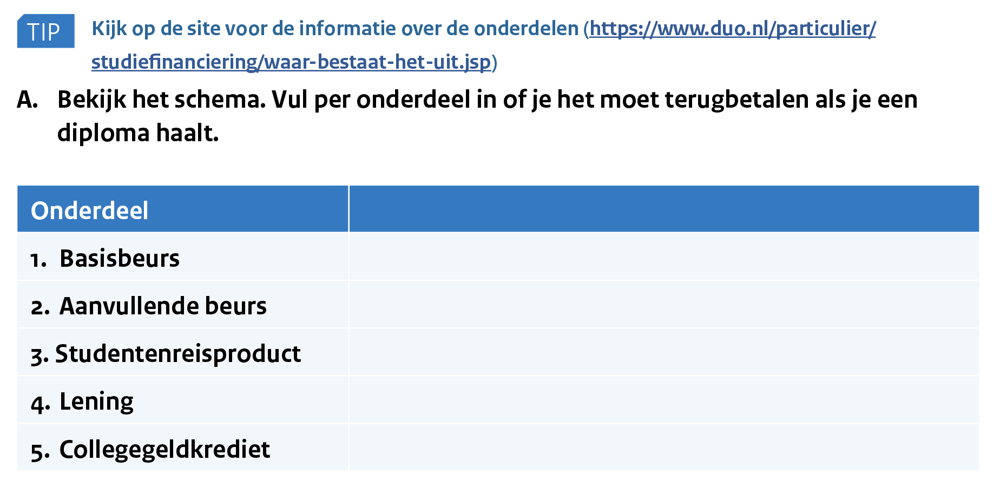 TIP Kijk op de site voor de informatie over de onderdelen (https://www.duo.nl/particulier/
studiefinanciering/waar-bestaat-het-uit.jsp)
A. Bekijk het schema. Vul per onderdeel in of je het moet terugbetalen als je een
diploma haalt.
Onderdeel
1. Basisbeurs
2. Aanvullende beurs
3. Studentenreisproduct
4. Lening
5. Collegegeldkrediet